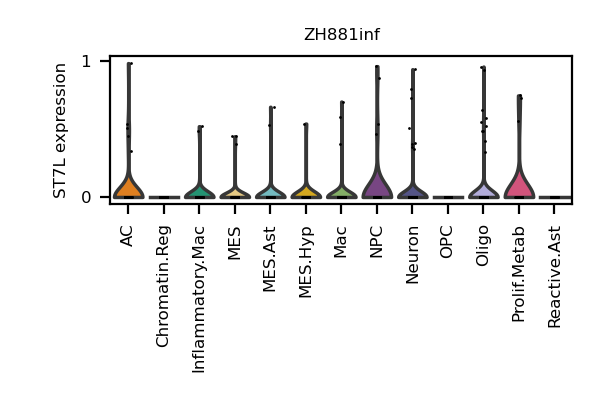 ZH881inf
ST7L expression
1
0
AC
Chromatin.Reg
Inflammatory.Mac
MES
MES.Ast
MES.Hyp
Mac
NPC
Neuron
OPC
Oligo
Prolif.Metab
Reactive.Ast